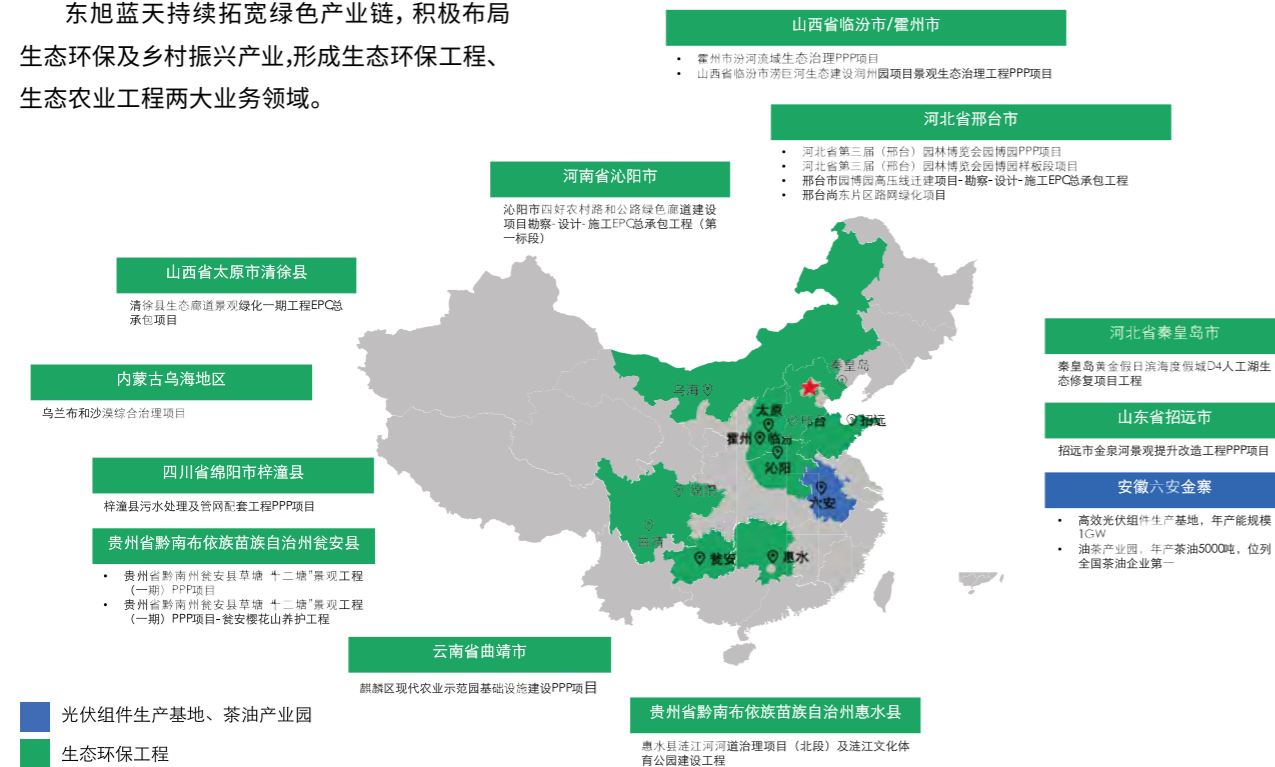 东旭蓝天持续拓宽绿色产业链，积极布局
生态环保及乡村振兴产业,形成生态环保工程、
生态农业工程两大业务领域。
山西省临汾市/霍州市
• 霍州市汾河流域生态治理PPP项目
• 山西省临汾市涝巨河生态建设润州园项目景观生态治理工程PPP项目
河北省邢台市
• 河北省第三届（邢台）园林博览会园博园PPP项目
• 河北省第三届（邢台）园林博览会园博园样板段项目
• 邢台市园博园高压线迁建项目-勘察-设计-施工EPC总承包工程
• 邢台尚东片区路网绿化项目
河南省沁阳市
沁阳市四好农村路和公路绿色廊道建设
项目勘察-设计-施工EPC总承包工程（第
一标段）
山西省太原市清徐县
清徐县生态廊道景观绿化一期工程EPC总
承包项目
内蒙古乌海地区
乌兰布和沙漠综合治理项目
四川省绵阳市梓潼县
梓潼县污水处理及管网配套工程PPP项目
贵州省黔南布依族苗族自治州瓮安县
• 贵州省黔南州瓮安县草塘“十二塘”景观工程
（一期）PPP项目
• 贵州省黔南州瓮安县草塘“十二塘”景观工程
（一期）PPP项目-瓮安樱花山养护工程
云南省曲靖市
麒麟区现代农业示范园基础设施建设PPP项目
贵州省黔南布依族苗族自治州惠水县
惠水县涟江河河道治理项目（北段）及涟江文化体
育公园建设工程
河北省秦皇岛市
秦皇岛黄金假日滨海度假城D4人工湖生
态修复项目工程
山东省招远市
招远市金泉河景观提升改造工程PPP项目
安徽六安金寨
• 高效光伏组件生产基地，年产能规模
1GW
• 油茶产业园，年产茶油5000吨，位列
全国茶油企业第一
秦皇岛
乌海
太原
邢台
招远
霍州
临汾
沁阳
六安
绵阳
曲靖
瓮安
惠水
光伏组件生产基地、茶油产业园
生态环保工程